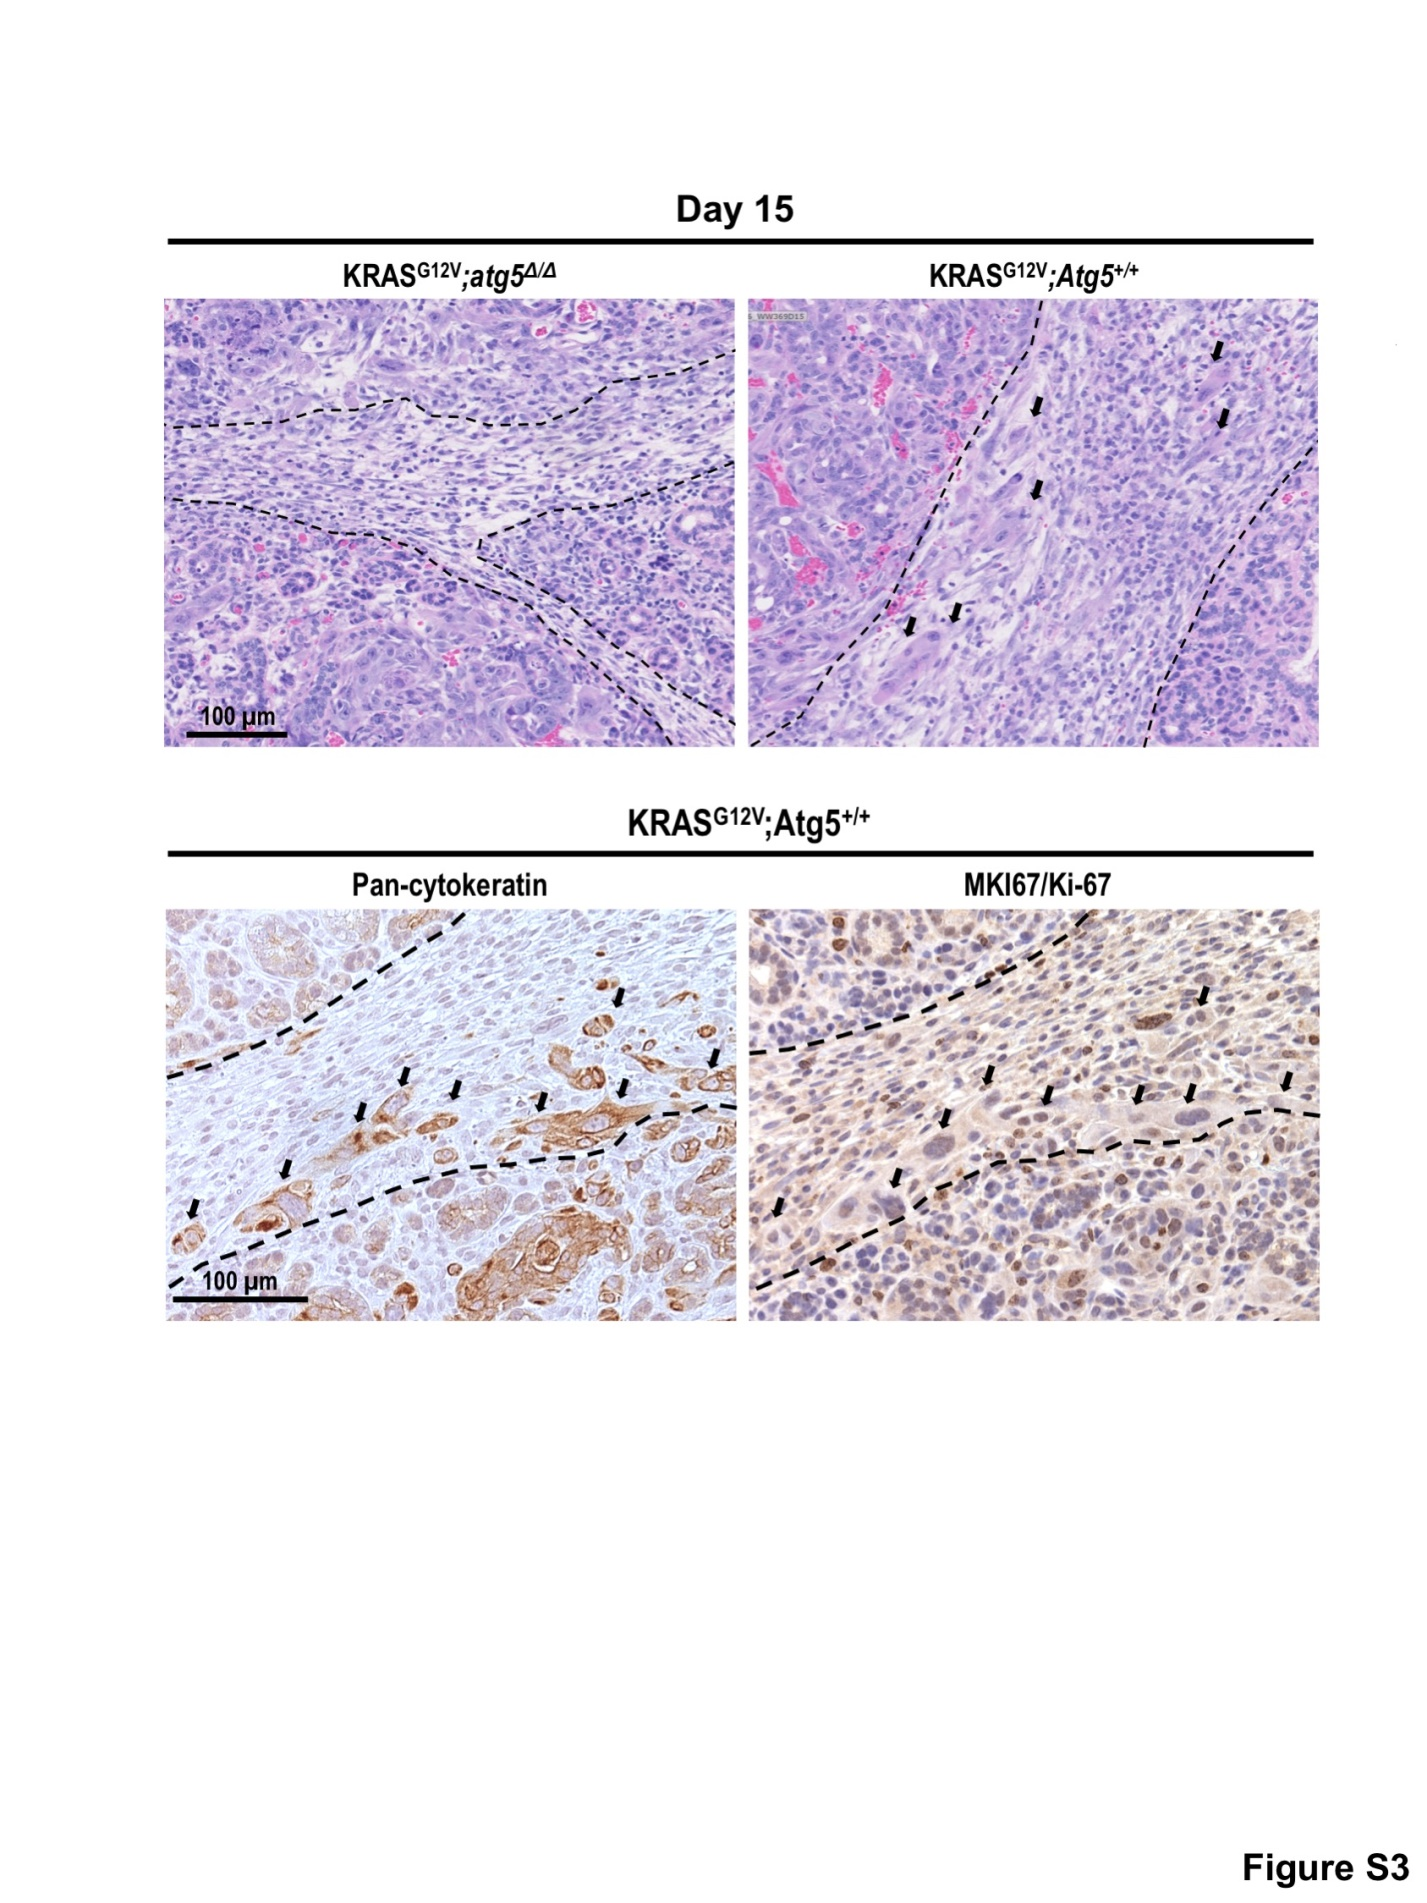 Day 15
KRASG12V;atg5Δ/Δ KRASG12V;Atg5+/+
WW369D15
100 µm
KRASG12V;Atg5+/+
Pan-cytokeratin MKI67/Ki-67
100 µm
Figure S3